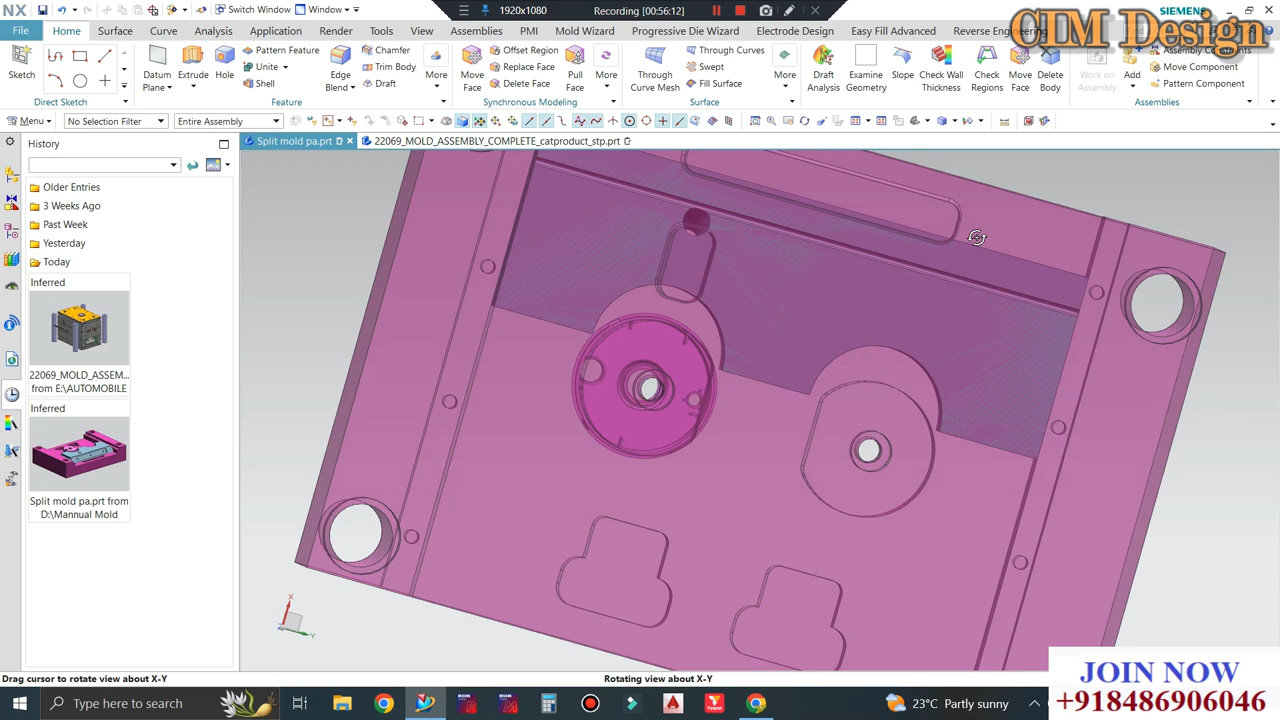 NX
Switch Window
Window
1920x1080
Recording [00:56:12]
SIEMENS
CIM Design
File
Home
Surface
Curve
Analysis
Application
Render
Tools
View
Assemblies
PMI
Mold Wizard
Progressive Die Wizard
Electrode Design
Easy Fill Advanced
Reverse Engineering
Sketch
Direct Sketch
Datum Plane
Extrude
Hole
Pattern Feature
Unite
Shell
Edge Blend
Chamfer
Trim Body
Draft
More
Feature
Move Face
Offset Region
Replace Face
Delete Face
Pull Face
More
Synchronous Modeling
Through Curve Mesh
Through Curves
Swept
Fill Surface
More
Surface
Draft Analysis
Examine Geometry
Slope
Check Wall Thickness
Check Regions
Move Face
Delete Body
Work on Assembly
Add
Assembly Constraints
Move Component
Pattern Component
Assemblies
Menu
No Selection Filter
Entire Assembly
History
Split mold pa.prt
22069_MOLD_ASSEMBLY_COMPLETE_catproduct_stp.prt
Older Entries
3 Weeks Ago
Past Week
Yesterday
Today
Inferred
22069_MOLD_ASSEM...
from E:\AUTOMOBILE
Inferred
Split mold pa.prt from
D:\Mannual Mold
X
Y
Drag cursor to rotate view about X-Y
Rotating view about X-Y
JOIN NOW
+918486906046
Type here to search
23°C Partly sunny